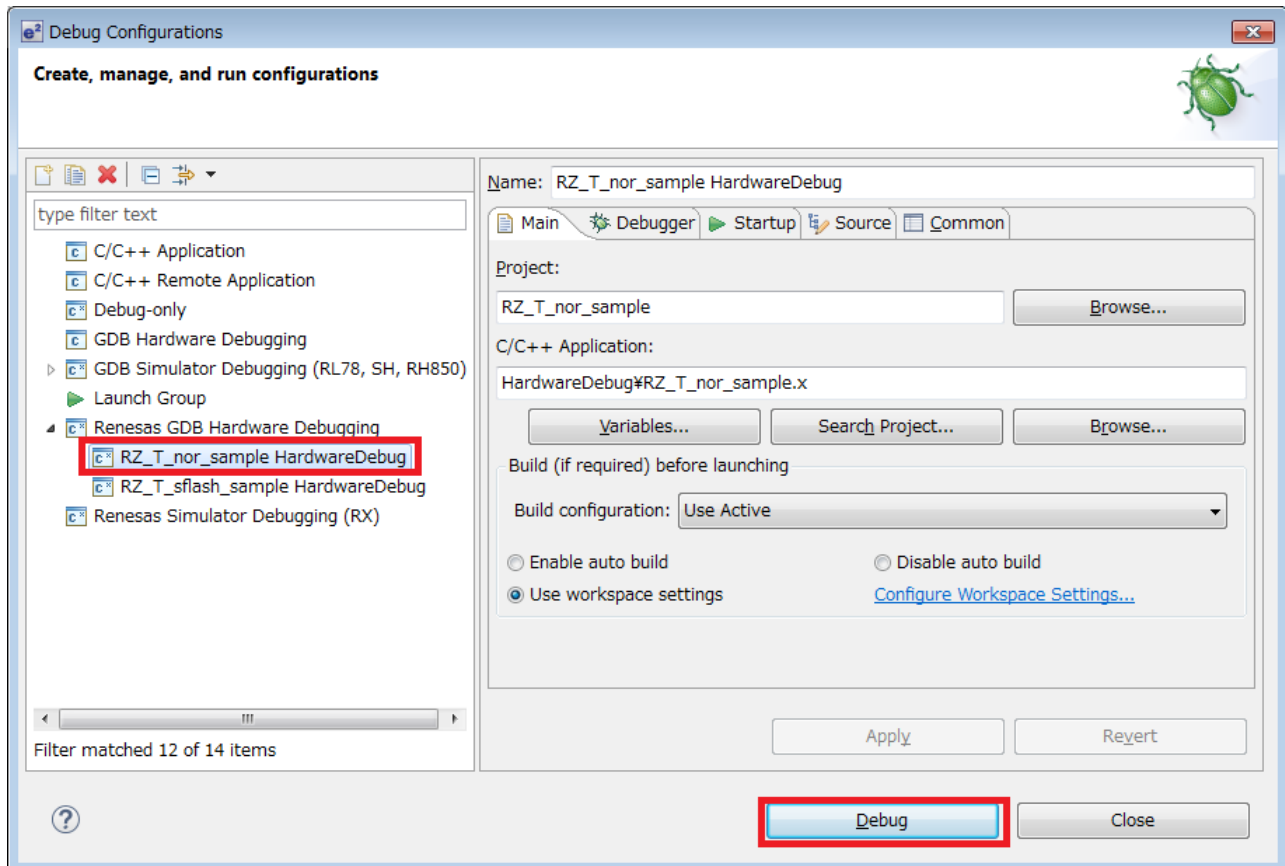 Debug Configurations
Create, manage, and run configurations
type filter text
C/C++ Application
C/C++ Remote Application
Debug-only
GDB Hardware Debugging
GDB Simulator Debugging (RL78, SH, RH850)
Launch Group
Renesas GDB Hardware Debugging
RZ_T_nor_sample HardwareDebug
RZ_T_sflash_sample HardwareDebug
Renesas Simulator Debugging (RX)
Filter matched 12 of 14 items
Name: RZ_T_nor_sample HardwareDebug
Main Debugger Startup Source Common
Project:
RZ_T_nor_sample Browse...
C/C++ Application:
HardwareDebug¥RZ_T_nor_sample.x
Variables... Search Project... Browse...
Build (if required) before launching
Build configuration: Use Active
Enable auto build Disable auto build
Use workspace settings Configure Workspace Settings...
Apply Revert
Debug Close